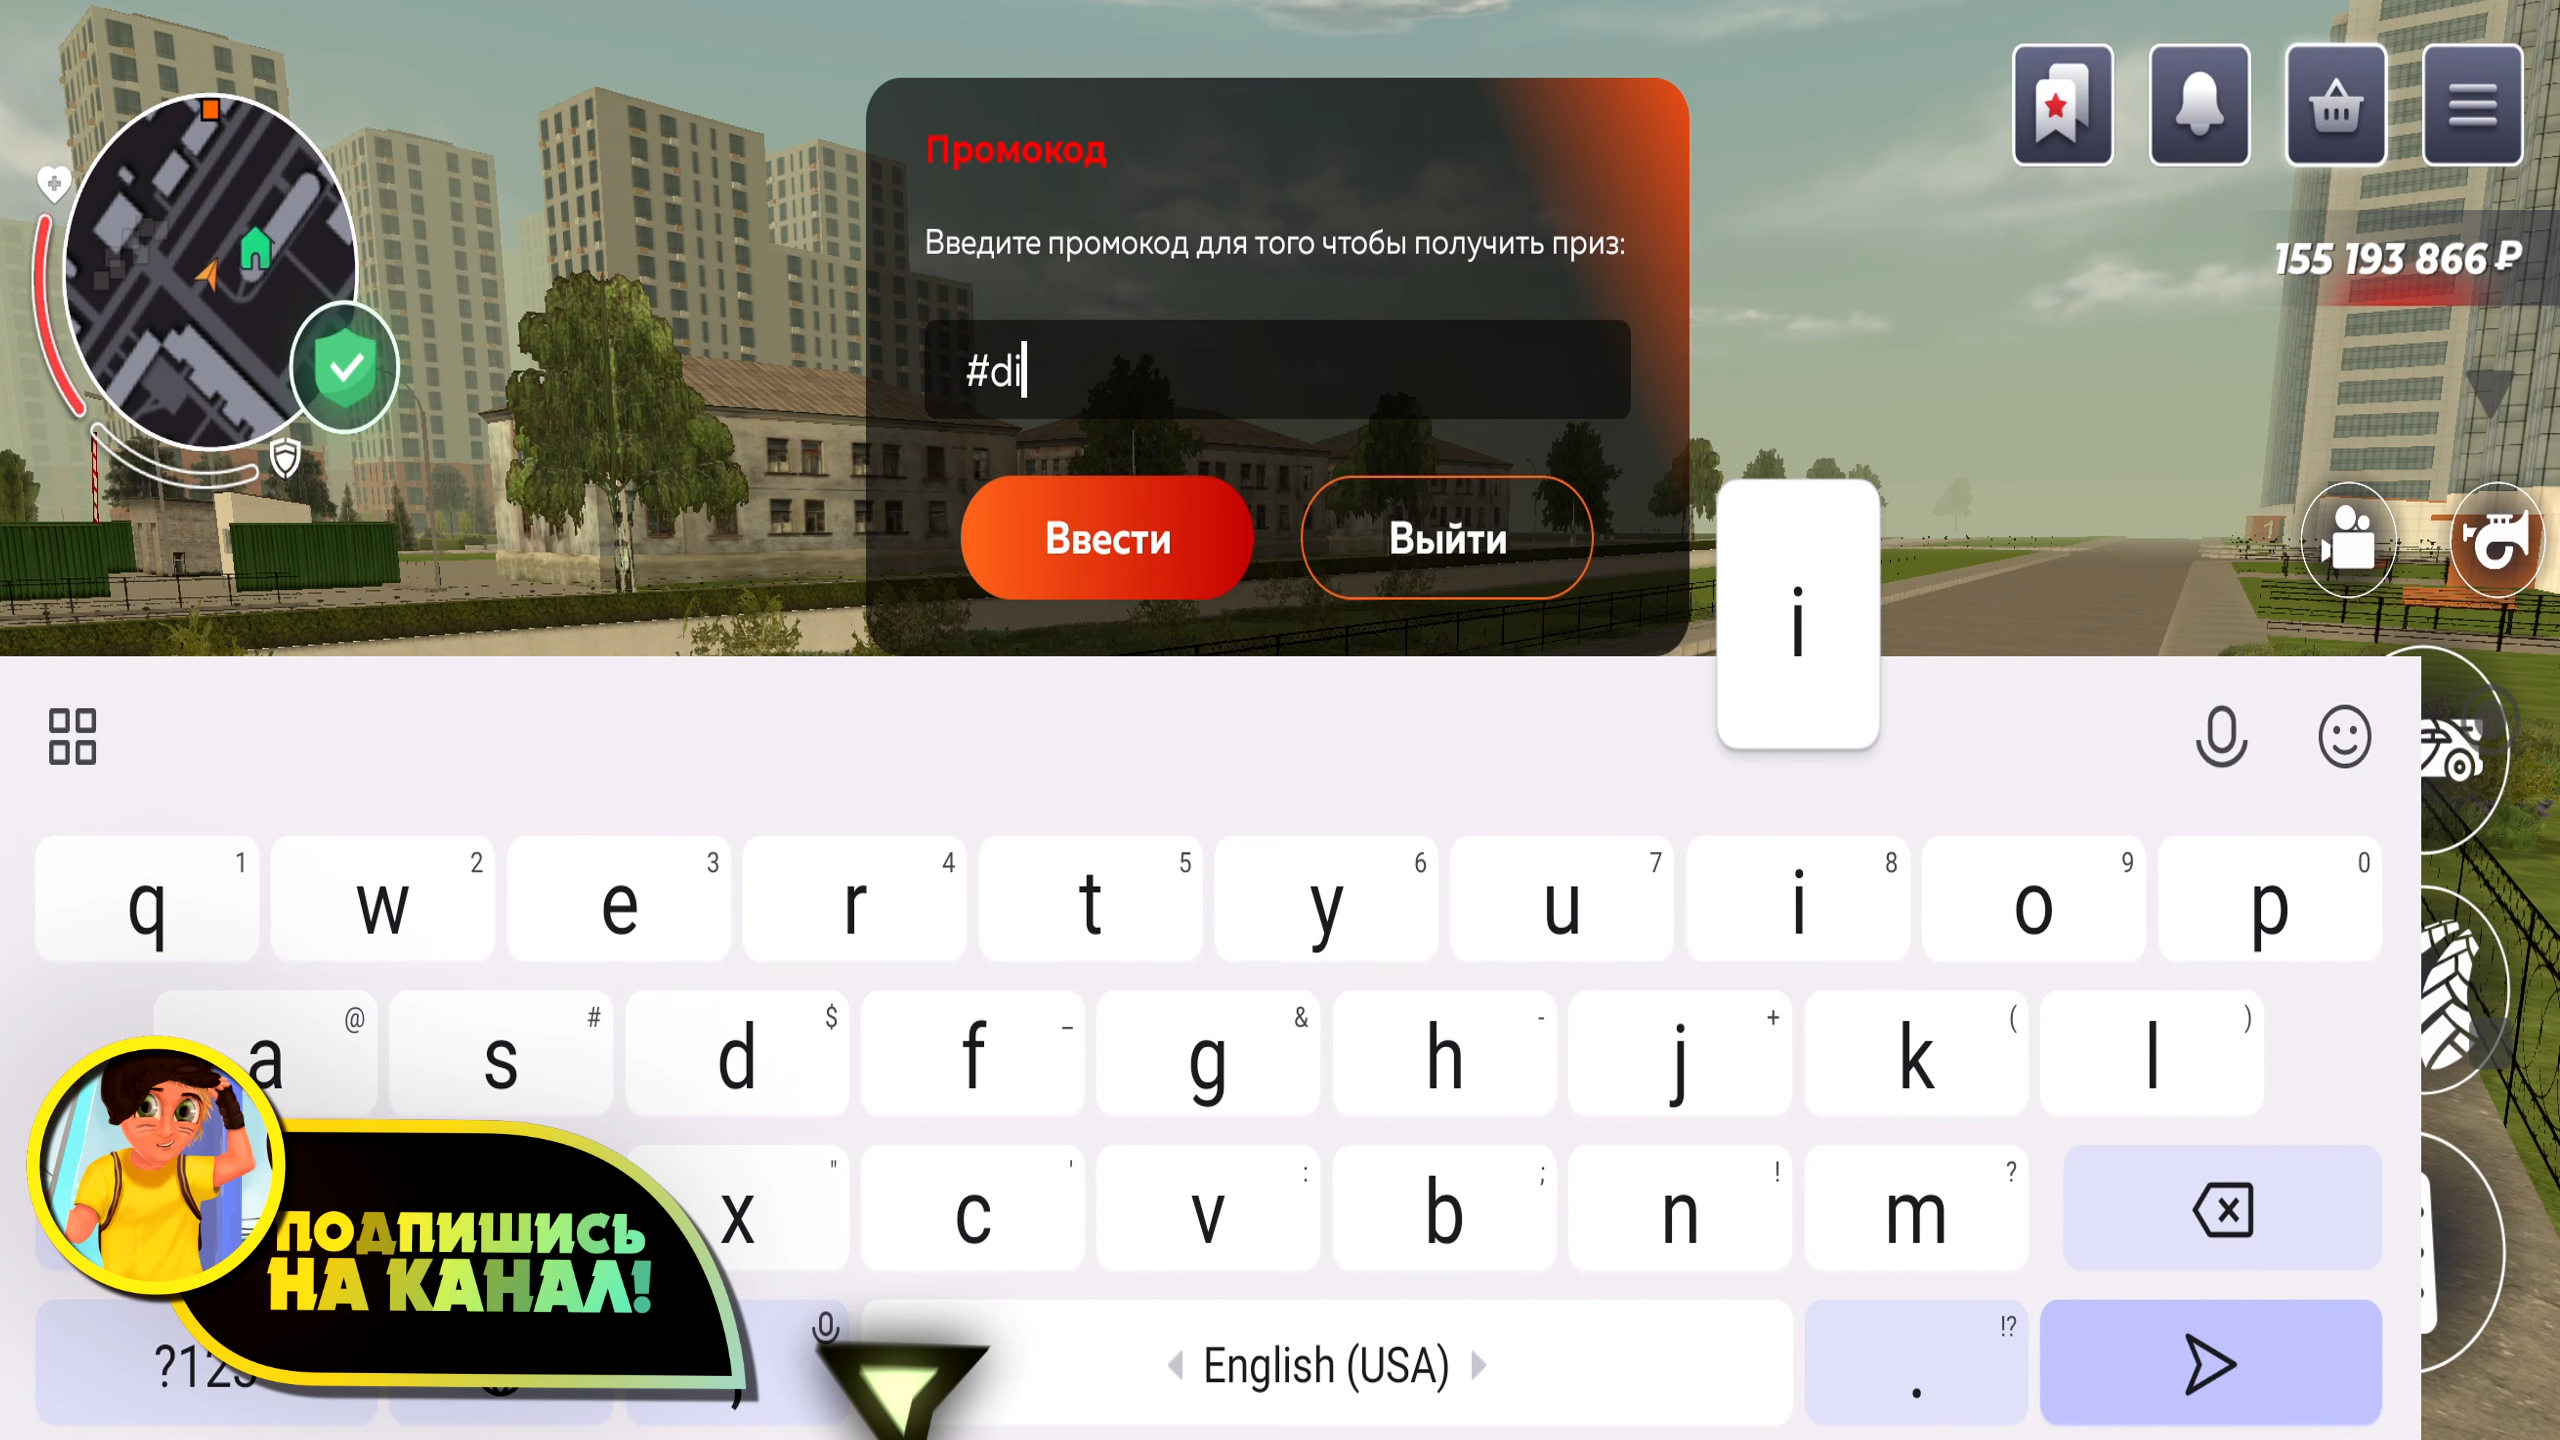 Промокод
Введите промокод для того чтобы получить приз:
155 193 866 ₽
#di
Ввести
Выйти
i
q 1 w 2 e 3 r 4 t 5 y 6 u 7 i 8 o 9 p 0
a @ s # d $ f _ g & h - j + k ( l )
x " c ' v : b ; n ! m ?
ПОДПИШИСЬ
НА КАНАЛ!
?123 , English (USA) . !?